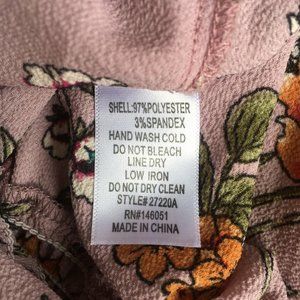 SHELL:97%POLYESTER
3%SPANDEX
HAND WASH COLD
DO NOT BLEACH
LINE DRY
LOW IRON
DO NOT DRY CLEAN
STYLE# 27220A
RN#146051
MADE IN CHINA